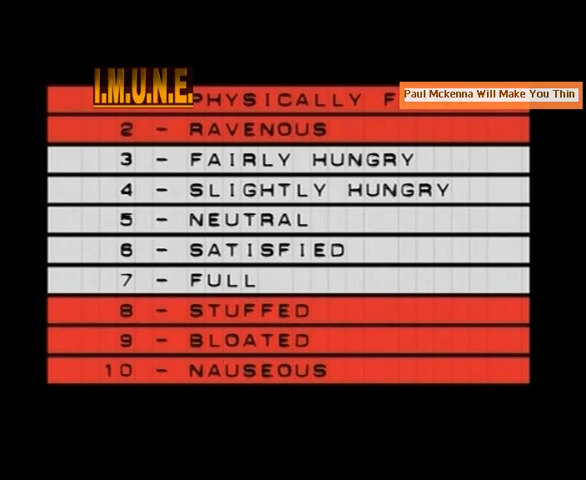 I.M.U.N.E.
Paul Mckenna Will Make You Thin
PHYSICALLY F
2 - RAVENOUS
3 - FAIRLY HUNGRY
4 - SLIGHTLY HUNGRY
5 - NEUTRAL
6 - SATISFIED
7 - FULL
8 - STUFFED
9 - BLOATED
10 - NAUSEOUS